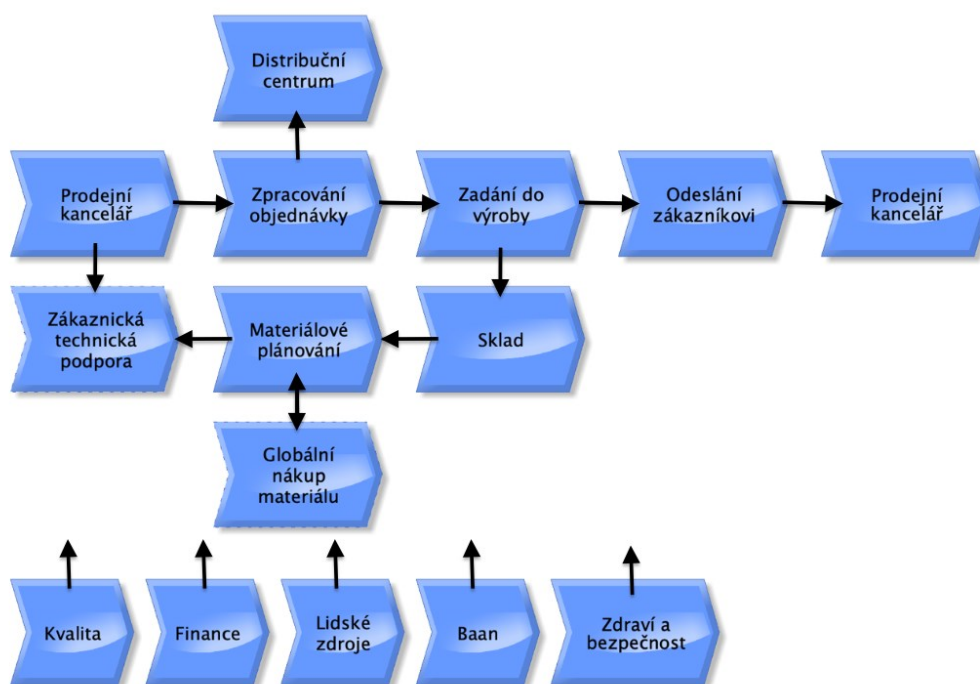 Distribuční
centrum
Prodejní
kancelář
Zpracování
objednávky
Zadání do
výroby
Odeslání
zákazníkovi
Prodejní
kancelář
Zákaznická
technická
podpora
Materiálové
plánování
Sklad
Globální
nákup
materiálu
Kvalita
Finance
Lidské
zdroje
Baan
Zdraví a
bezpečnost